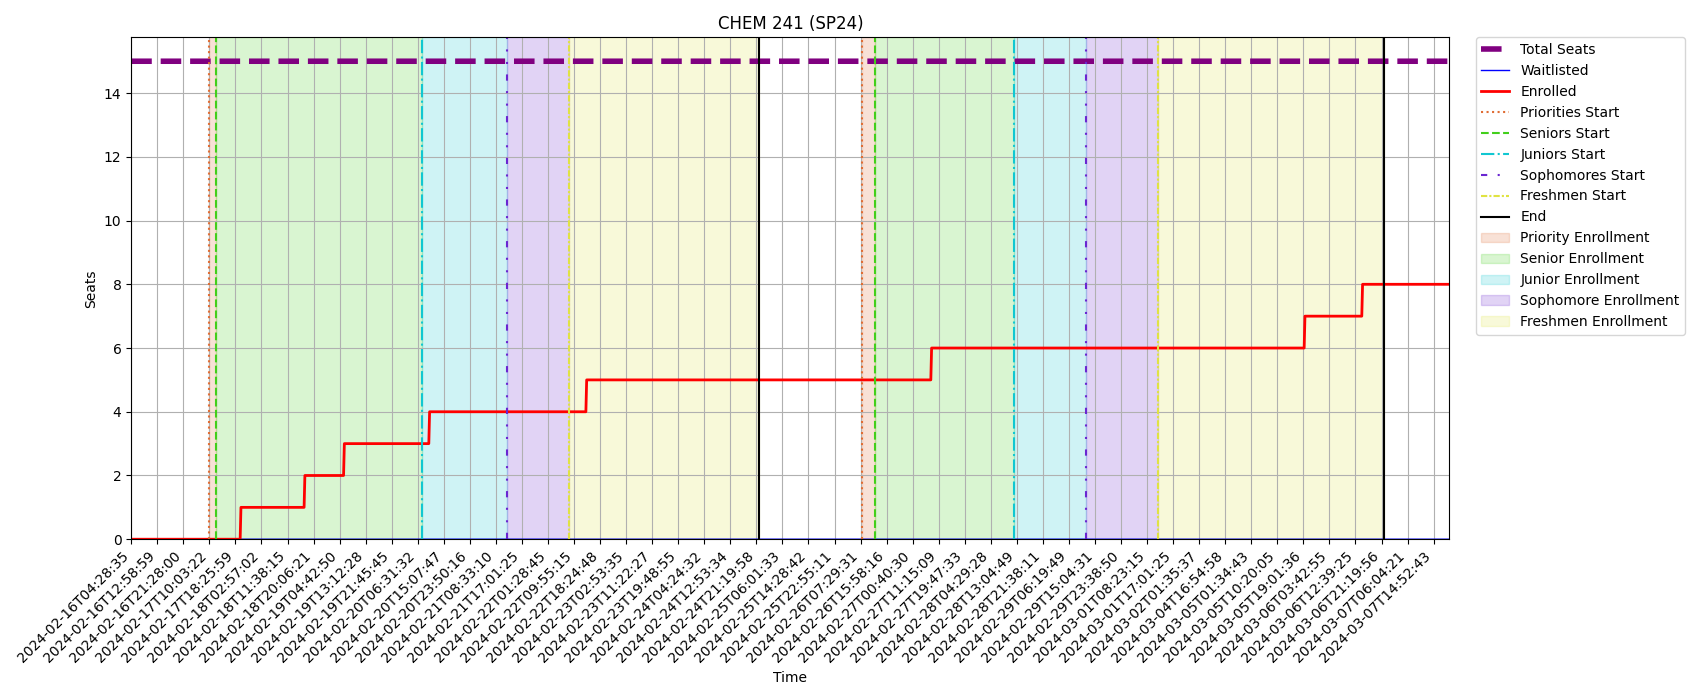 CHEM 241 (SP24)
Seats
14
12
10
8
6
4
2
0
2024-02-16T04:28:35
2024-02-16T12:58:59
2024-02-16T21:28:00
2024-02-17T10:03:22
2024-02-17T18:25:59
2024-02-18T02:57:02
2024-02-18T11:38:15
2024-02-18T20:06:21
2024-02-19T04:42:50
2024-02-19T13:12:28
2024-02-19T21:45:45
2024-02-20T06:31:32
2024-02-20T15:07:47
2024-02-20T23:50:16
2024-02-21T08:33:10
2024-02-21T17:01:25
2024-02-22T01:28:45
2024-02-22T09:55:15
2024-02-22T18:24:48
2024-02-23T02:53:35
2024-02-23T11:22:27
2024-02-23T19:48:55
2024-02-24T04:24:32
2024-02-24T12:53:34
2024-02-24T21:19:58
2024-02-25T06:01:33
2024-02-25T14:28:42
2024-02-25T22:55:11
2024-02-26T07:29:31
2024-02-26T15:58:16
2024-02-27T00:40:30
2024-02-27T11:15:09
2024-02-27T19:47:33
2024-02-28T04:29:28
2024-02-28T13:04:49
2024-02-28T21:38:11
2024-02-29T06:19:49
2024-02-29T15:04:31
2024-02-29T23:38:50
2024-03-01T08:23:15
2024-03-01T17:01:25
2024-03-02T01:35:37
2024-03-04T16:54:58
2024-03-05T01:34:43
2024-03-05T10:20:05
2024-03-05T19:01:36
2024-03-06T03:42:55
2024-03-06T12:39:25
2024-03-06T21:19:56
2024-03-07T06:04:21
2024-03-07T14:52:43
Time
Total Seats
Waitlisted
Enrolled
Priorities Start
Seniors Start
Juniors Start
Sophomores Start
Freshmen Start
End
Priority Enrollment
Senior Enrollment
Junior Enrollment
Sophomore Enrollment
Freshmen Enrollment